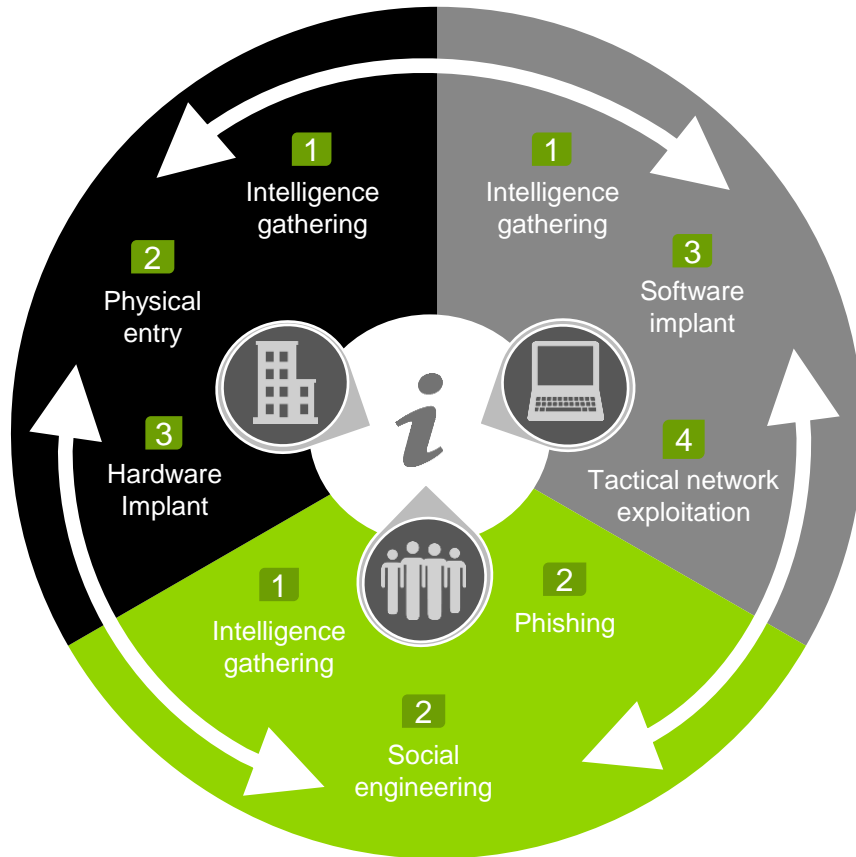 1
Intelligence
gathering
1
Intelligence
gathering
2
Physical
entry
3
Software
implant
i
3
Hardware
Implant
4
Tactical network
exploitation
1
Intelligence
gathering
2
Phishing
2
Social
engineering